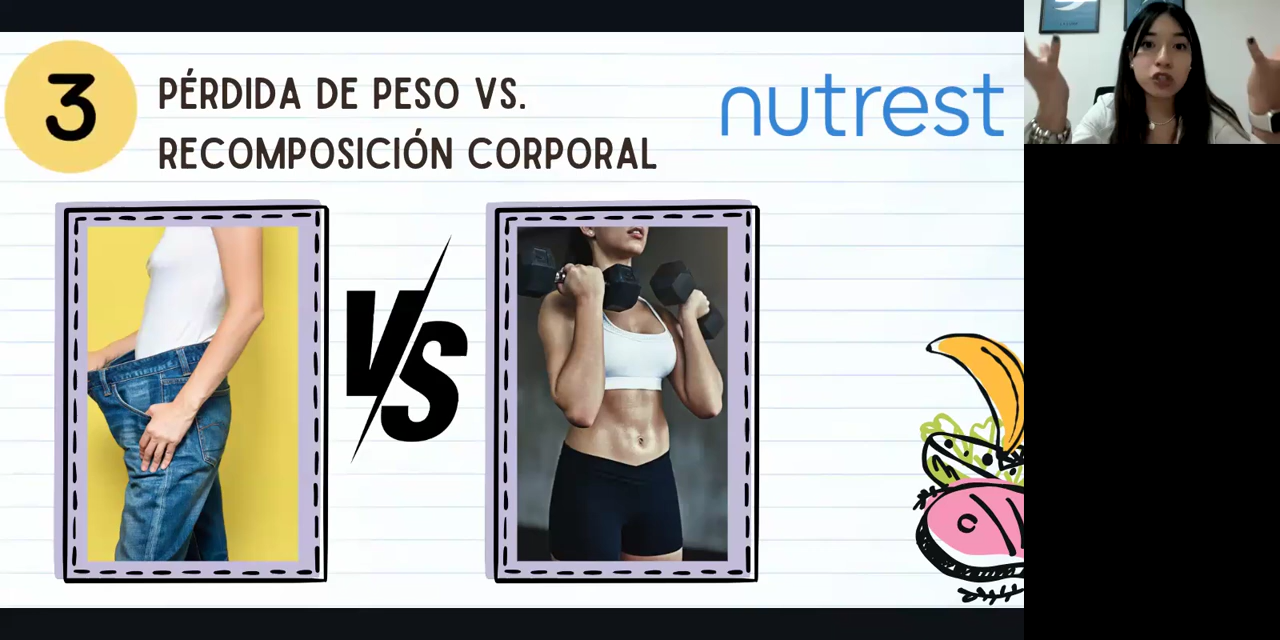 3
PÉRDIDA DE PESO VS.
RECOMPOSICIÓN CORPORAL
nutrest
VS